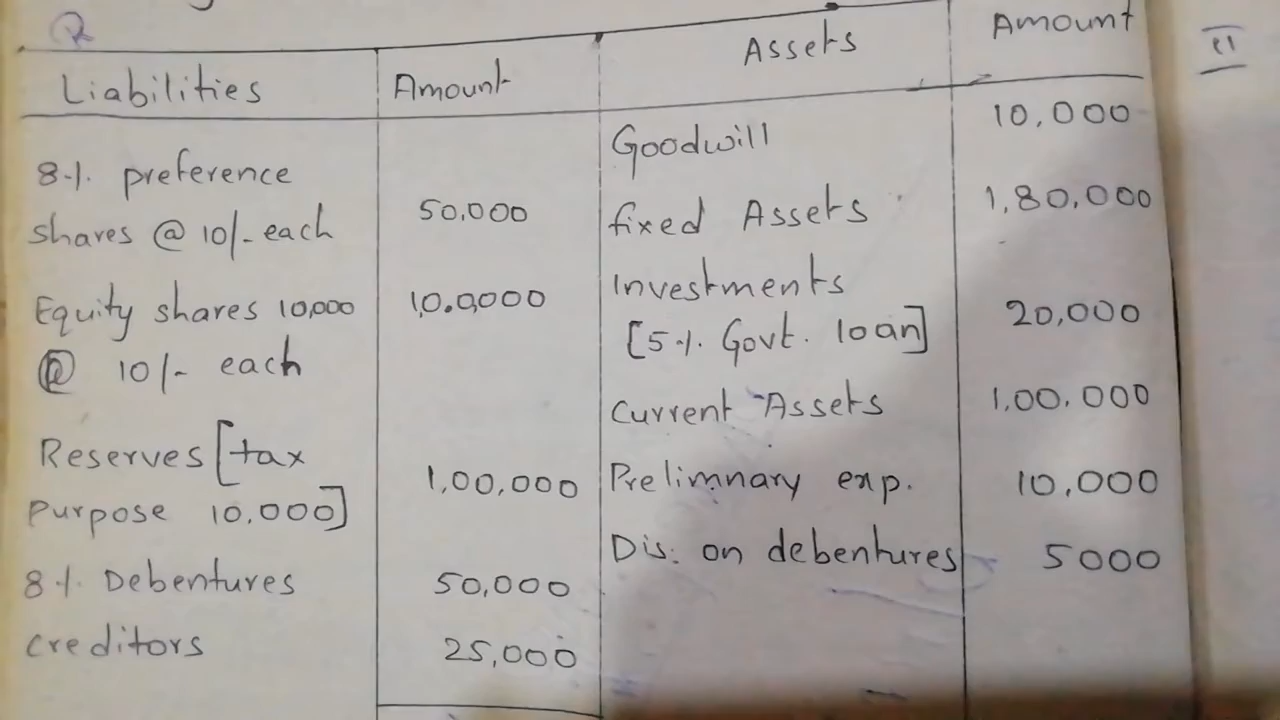 Liabilities | Amount | Assets | Amount
8·/. preference
shares @ 10/- each | 50,000
Equity shares 10,000 | 10.0,000
@ 10/- each
Reserves [tax
purpose 10,000] | 1,00,000
8·/. Debentures | 50,000
creditors | 25,000
Goodwill | 10,000
fixed Assets | 1,80,000
Investments
[5·/. Govt. loan] | 20,000
Current Assets | 1,00,000
Prelimnary exp. | 10,000
Dis: on debentures | 5000